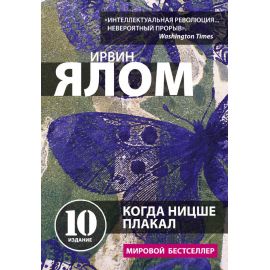 «ИНТЕЛЛЕКТУАЛЬНАЯ РЕВОЛЮЦИЯ...
НЕВЕРОЯТНЫЙ ПРОРЫВ».
Washington Times
ИРВИН
ЯЛОМ
10
ИЗДАНИЕ
КОГДА НИЦШЕ
ПЛАКАЛ
МИРОВОЙ БЕСТСЕЛЛЕР